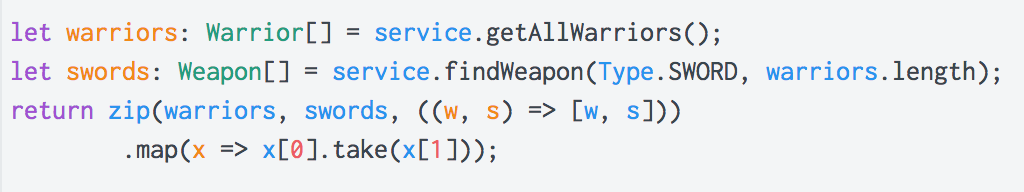 let warriors: Warrior[] = service.getAllWarriors();
let swords: Weapon[] = service.findWeapon(Type.SWORD, warriors.length);
return zip(warriors, swords, ((w, s) => [w, s]))
.map(x => x[0].take(x[1]));